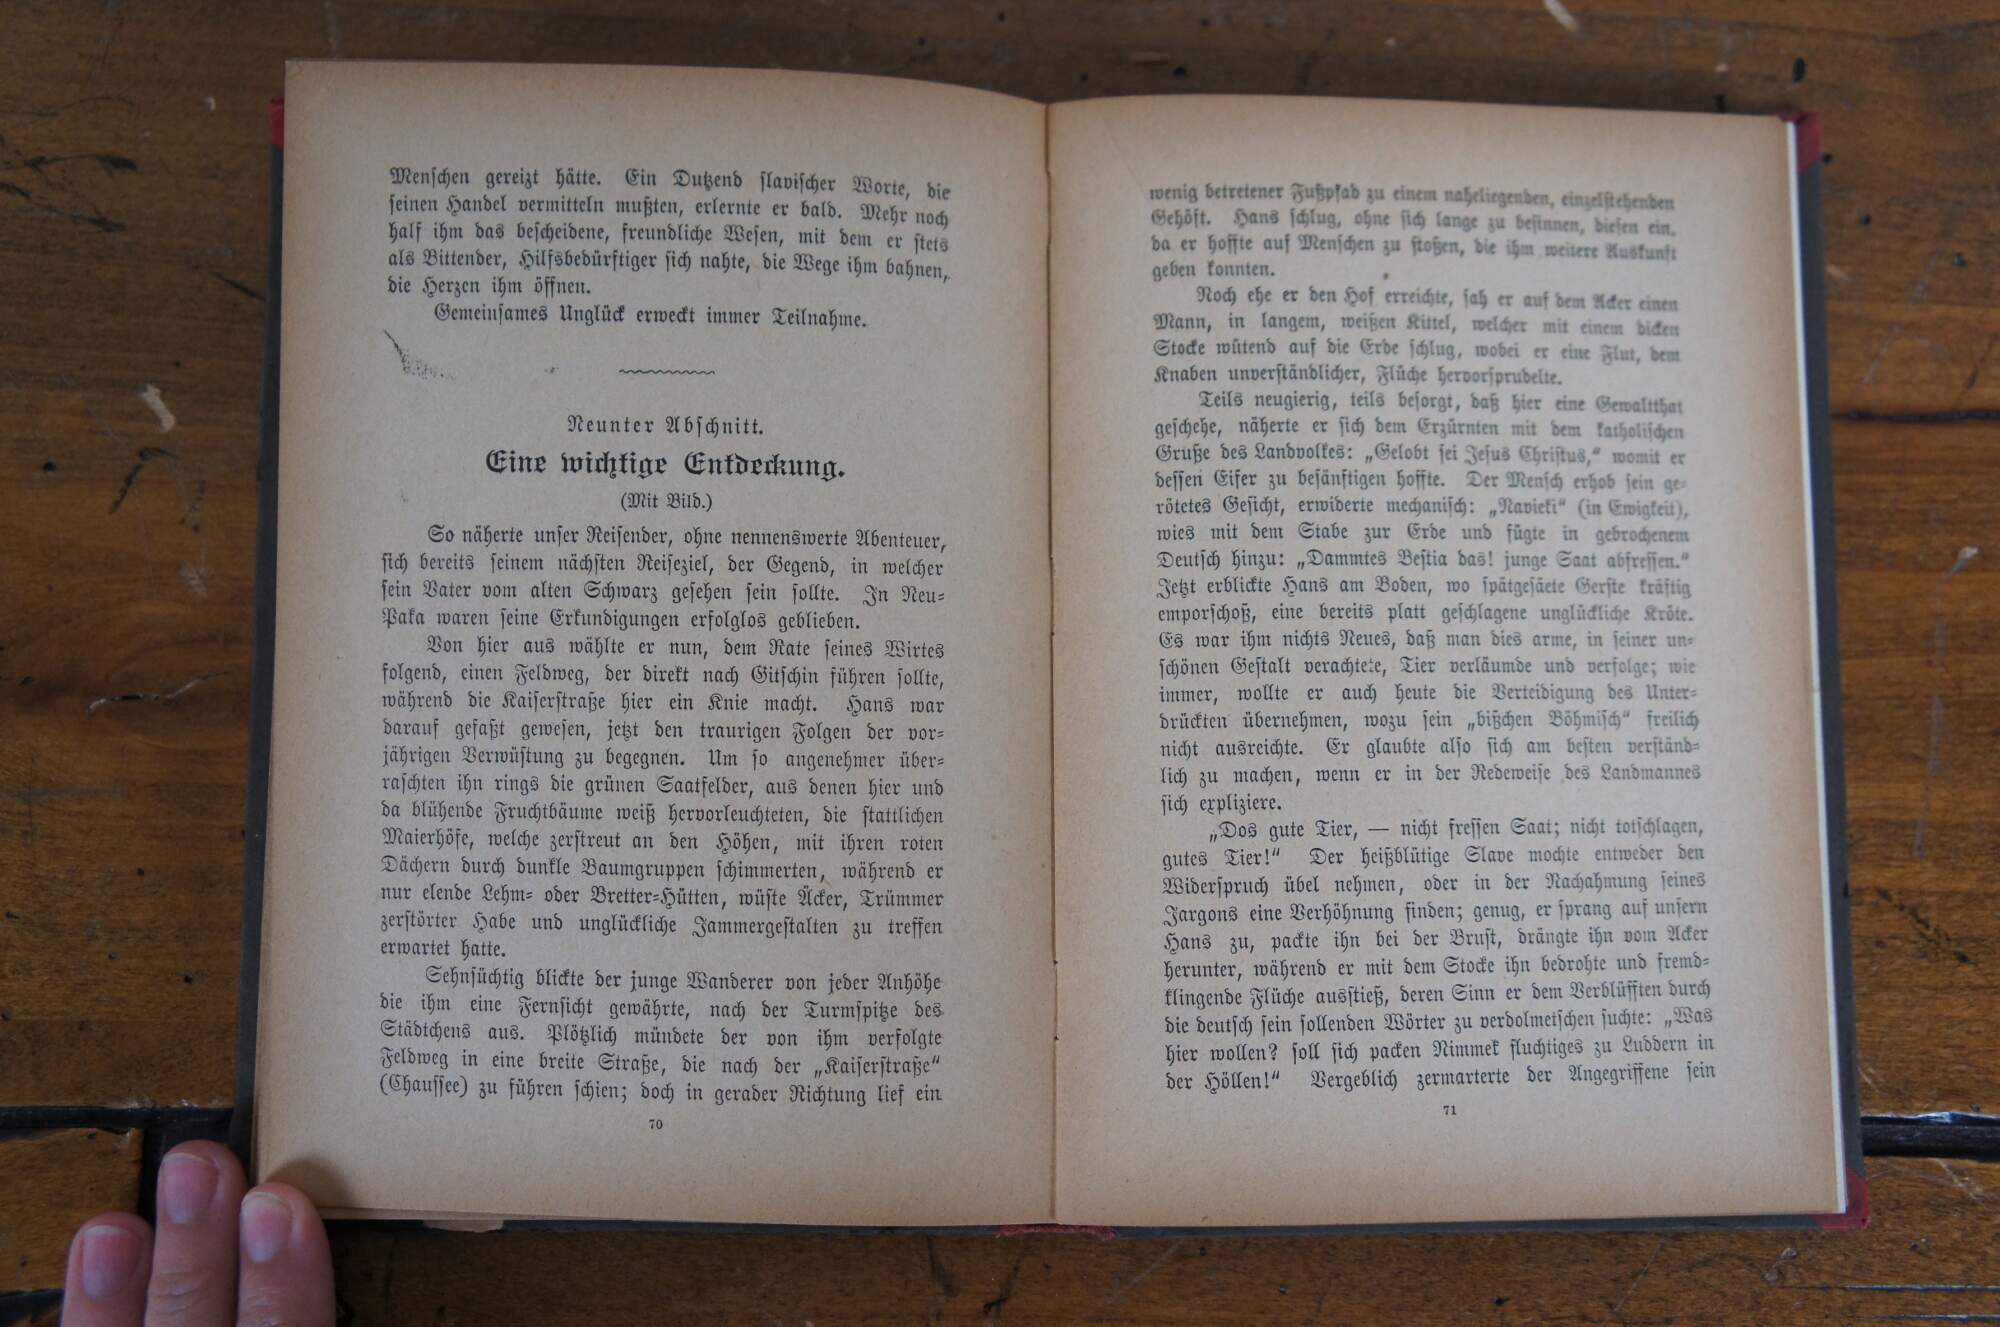 Menschen gereizt hätte. Ein Dutzend slavischer Worte, die
seinen Handel vermitteln mußten, erlernte er bald. Mehr noch
half ihm das bescheidene, freundliche Wesen, mit dem er stets
als Bittender, Hilfsbedürftiger sich nahte, die Wege ihm bahnen,
die Herzen ihm öffnen.
Gemeinsames Unglück erweckt immer Teilnahme.
Neunter Abschnitt.
Eine wichtige Entdeckung.
(Mit Bild.)
So näherte unser Reisender, ohne nennenswerte Abenteuer,
sich bereits seinem nächsten Reiseziel, der Gegend, in welcher
sein Vater vom alten Schwarz gesehen sein sollte. In Neu-
Paka waren seine Erkundigungen erfolglos geblieben.
Von hier aus wählte er nun, dem Rate seines Wirtes
folgend, einen Feldweg, der direkt nach Gitschin führen sollte,
während die Kaiserstraße hier ein Knie macht. Hans war
darauf gefaßt gewesen, jetzt den traurigen Folgen der vor-
jährigen Verwüstung zu begegnen. Um so angenehmer über-
raschten ihn rings die grünen Saatfelder, aus denen hier und
da blühende Fruchtbäume weiß hervorleuchteten, die stattlichen
Maierhöfe, welche zerstreut an den Höhen, mit ihren roten
Dächern durch dunkle Baumgruppen schimmerten, während er
nur elende Lehm- oder Bretter-Hütten, wüste Äcker, Trümmer
zerstörter Habe und unglückliche Jammergestalten zu treffen
erwartet hatte.
Sehnsüchtig blickte der junge Wanderer von jeder Anhöhe
die ihm eine Fernsicht gewährte, nach der Turmspitze des
Städtchens aus. Plötzlich mündete der von ihm verfolgte
Feldweg in eine breite Straße, die nach der „Kaiserstraße“
(Chaussee) zu führen schien; doch in gerader Richtung lief ein
70
wenig betretener Fußpfad zu einem naheliegenden, einzelstehenden
Gehöft. Hans schlug, ohne sich lange zu besinnen, diesen ein,
da er hoffte auf Menschen zu stoßen, die ihm weitere Auskunft
geben konnten.
Noch ehe er den Hof erreichte, sah er auf dem Acker einen
Mann, in langem, weißen Kittel, welcher mit einem dicken
Stocke wütend auf die Erde schlug, wobei er eine Flut, dem
Knaben unverständlicher, Flüche hervorsprudelte.
Teils neugierig, teils besorgt, daß hier eine Gewaltthat
geschehe, näherte er sich dem Erzürnten mit dem katholischen
Gruße des Landvolkes: „Gelobt sei Jesus Christus,“ womit er
dessen Eifer zu besänftigen hoffte. Der Mensch erhob sein ge-
rötetes Gesicht, erwiderte mechanisch: „Navieki“ (in Ewigkeit),
wies mit dem Stabe zur Erde und fügte in gebrochenem
Deutsch hinzu: „Dammtes Bestia das! junge Saat abfressen.“
Jetzt erblickte Hans am Boden, wo spätgesäete Gerste kräftig
emporschoß, eine bereits platt geschlagene unglückliche Kröte.
Es war ihm nichts Neues, daß man dies arme, in seiner un-
schönen Gestalt verachtete, Tier verläumde und verfolge; wie
immer, wollte er auch heute die Verteidigung des Unter-
drückten übernehmen, wozu sein „bißchen Böhmisch“ freilich
nicht ausreichte. Er glaubte also sich am besten verständ-
lich zu machen, wenn er in der Redeweise des Landmannes
sich expliziere.
„Dos gute Tier, — nicht fressen Saat; nicht totschlagen,
gutes Tier!“ Der heißblütige Slave mochte entweder den
Widerspruch übel nehmen, oder in der Nachahmung seines
Jargons eine Verhöhnung finden; genug, er sprang auf unsern
Hans zu, packte ihn bei der Brust, drängte ihn vom Acker
herunter, während er mit dem Stocke ihn bedrohte und fremd-
klingende Flüche ausstieß, deren Sinn er dem Verblüfften durch
die deutsch sein sollenden Wörter zu verdolmetschen suchte: „Was
hier wollen? soll sich packen Nimmek fluchtiges zu Luddern in
der Höllen!“ Vergeblich zermarterte der Angegriffene sein
71